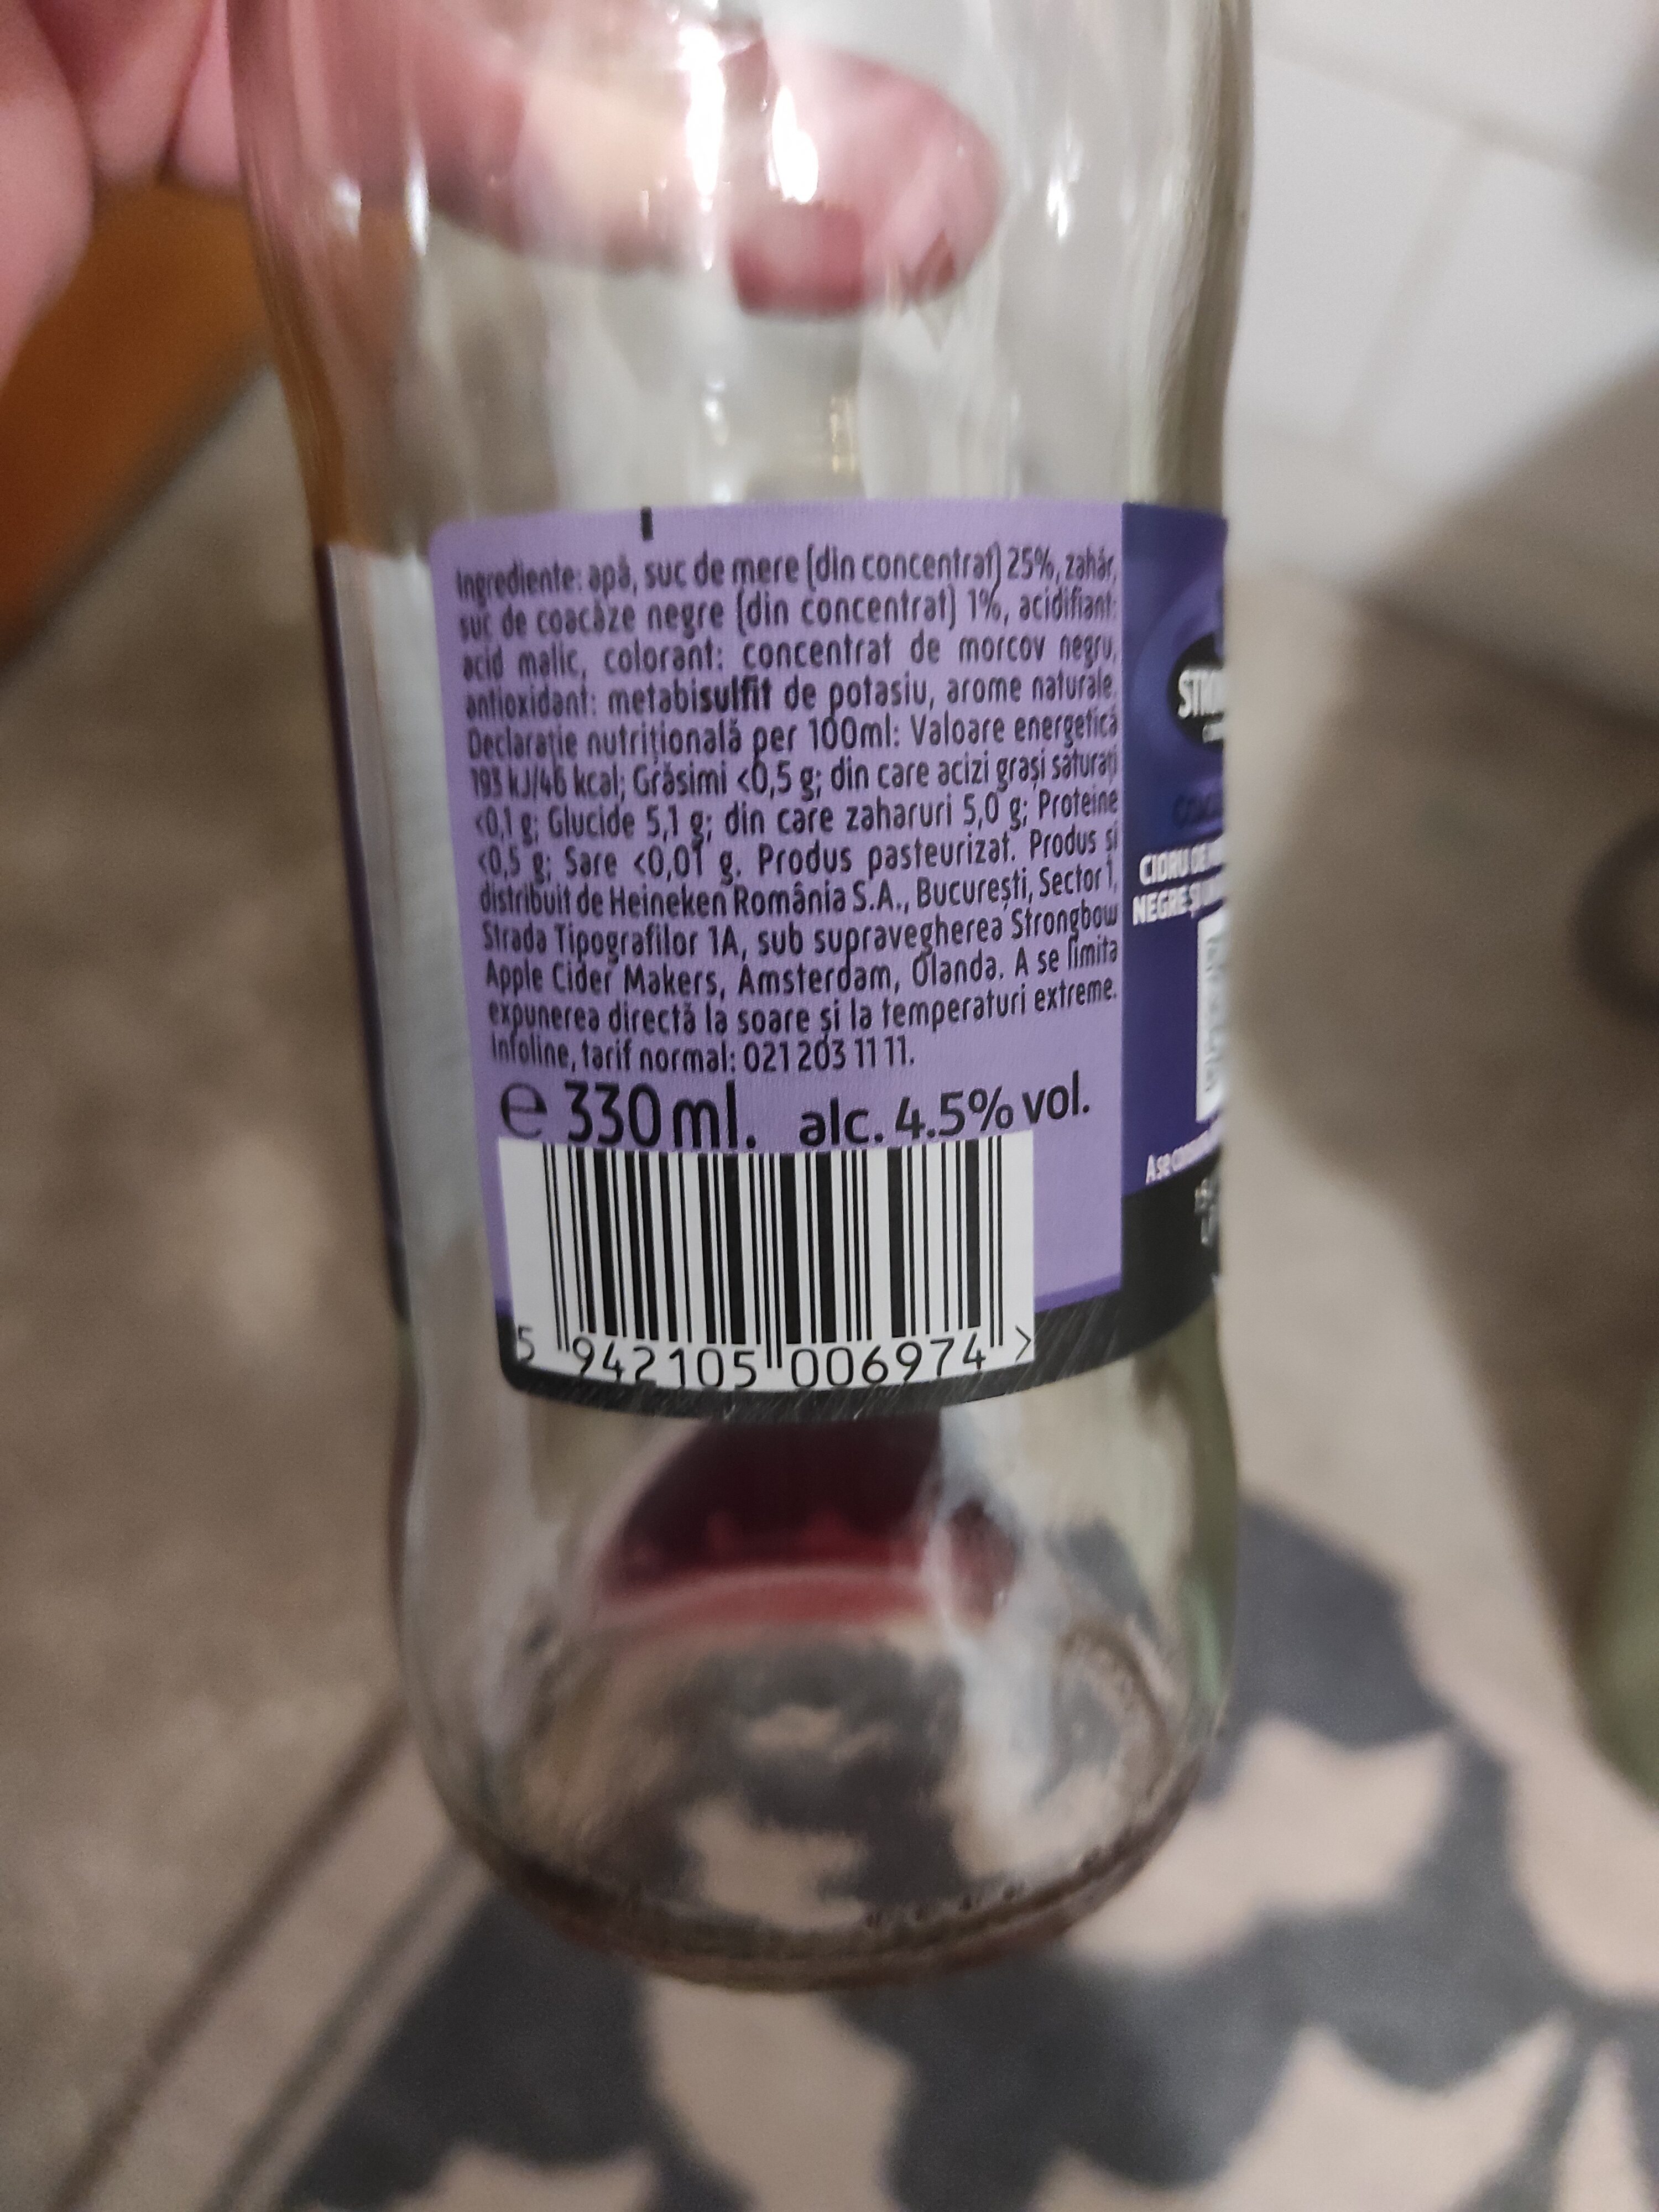 Ingrediente: apă, suc de mere (din concentrat) 25%, zahăr,
suc de coacăze negre (din concentrat) 1%, acidifiant:
acid malic, colorant: concentrat de morcov negru,
antioxidant: metabisulfit de potasiu, arome naturale.
Declarație nutrițională per 100ml: Valoare energetică
193 kJ/46 kcal; Grăsimi <0,5 g; din care acizi grași saturați
<0,1 g; Glucide 5,1 g; din care zaharuri 5,0 g; Proteine
<0,5 g; Sare <0,01 g. Produs pasteurizat. Produs și
distribuit de Heineken România S.A., București, Sector 1,
Strada Tipografilor 1A, sub supravegherea Strongbow
Apple Cider Makers, Amsterdam, Olanda. A se limita
expunerea directă la soare și la temperaturi extreme.
Infoline, tarif normal: 021 203 11 11.
℮ 330 ml. alc. 4.5% vol.
5 942105 006974 >
CIDRU DE
NEGRE ȘI
A se